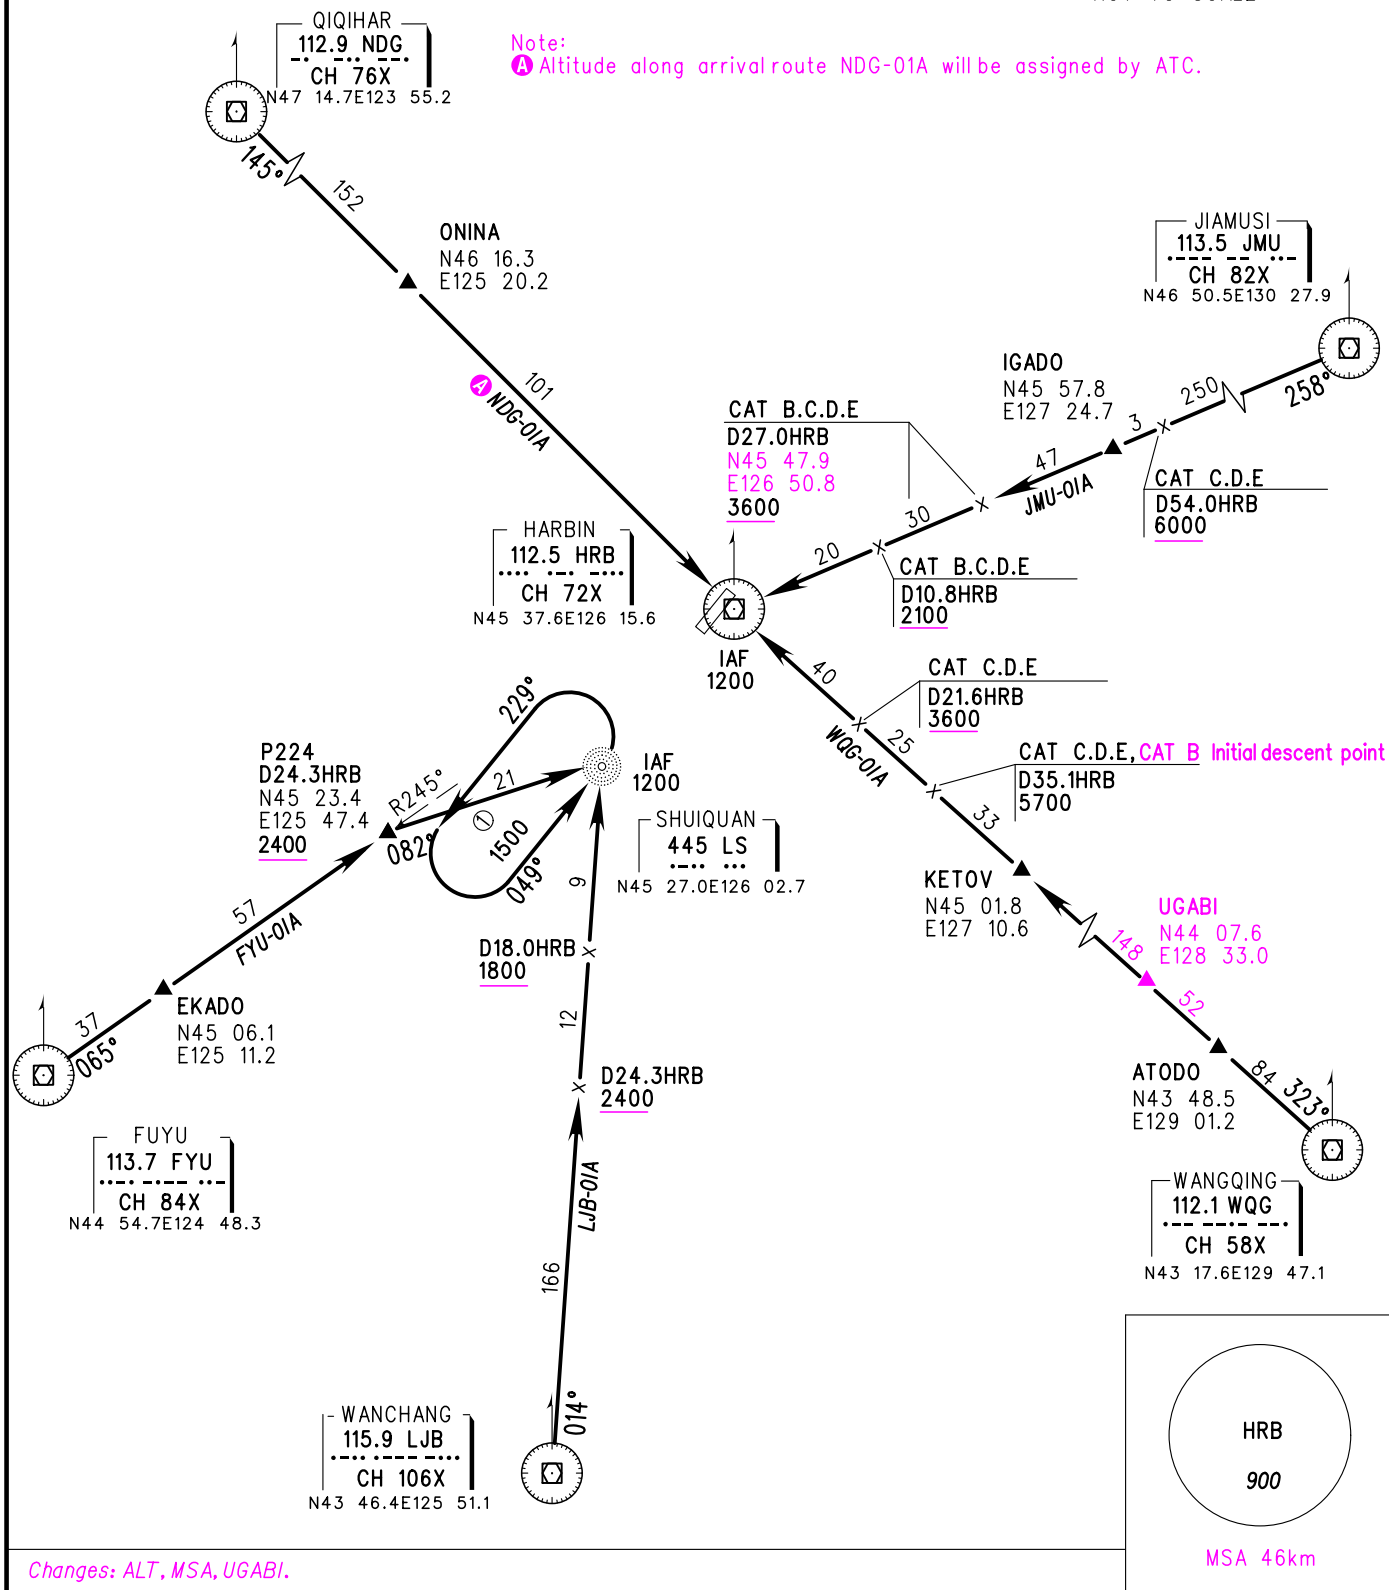 QIQIHAR
112.9 NDG
CH 76X
N47 14.7E123 55.2
Note:
A Altitude along arrival route NDG-01A will be assigned by ATC.
145°
152
ONINA
N46 16.3
E125 20.2
101
A NDG-01A
JIAMUSI
113.5 JMU
CH 82X
N46 50.5E130 27.9
258°
250
3
IGADO
N45 57.8
E127 24.7
47
JMU-01A
CAT C.D.E
D54.0HRB
6000
CAT B.C.D.E
D27.0HRB
N45 47.9
E126 50.8
3600
30
20
CAT B.C.D.E
D10.8HRB
2100
HARBIN
112.5 HRB
CH 72X
N45 37.6E126 15.6
IAF
1200
40
CAT C.D.E
D21.6HRB
3600
WQG-01A
25
CAT C.D.E, CAT B Initial descent point
D35.1HRB
5700
33
KETOV
N45 01.8
E127 10.6
148
UGABI
N44 07.6
E128 33.0
52
ATODO
N43 48.5
E129 01.2
84
323°
WANGQING
112.1 WQG
CH 58X
N43 17.6E129 47.1
229°
IAF
1200
P224
D24.3HRB
N45 23.4
E125 47.4
2400
R245°
21
1
1500
082°
049°
SHUIQUAN
445 LS
N45 27.0E126 02.7
57
FYU-01A
9
D18.0HRB
1800
12
D24.3HRB
2400
EKADO
N45 06.1
E125 11.2
37
065°
FUYU
113.7 FYU
CH 84X
N44 54.7E124 48.3
LJB-01A
166
014°
WANCHANG
115.9 LJB
CH 106X
N43 46.4E125 51.1
HRB
900
MSA 46km
Changes: ALT, MSA, UGABI.